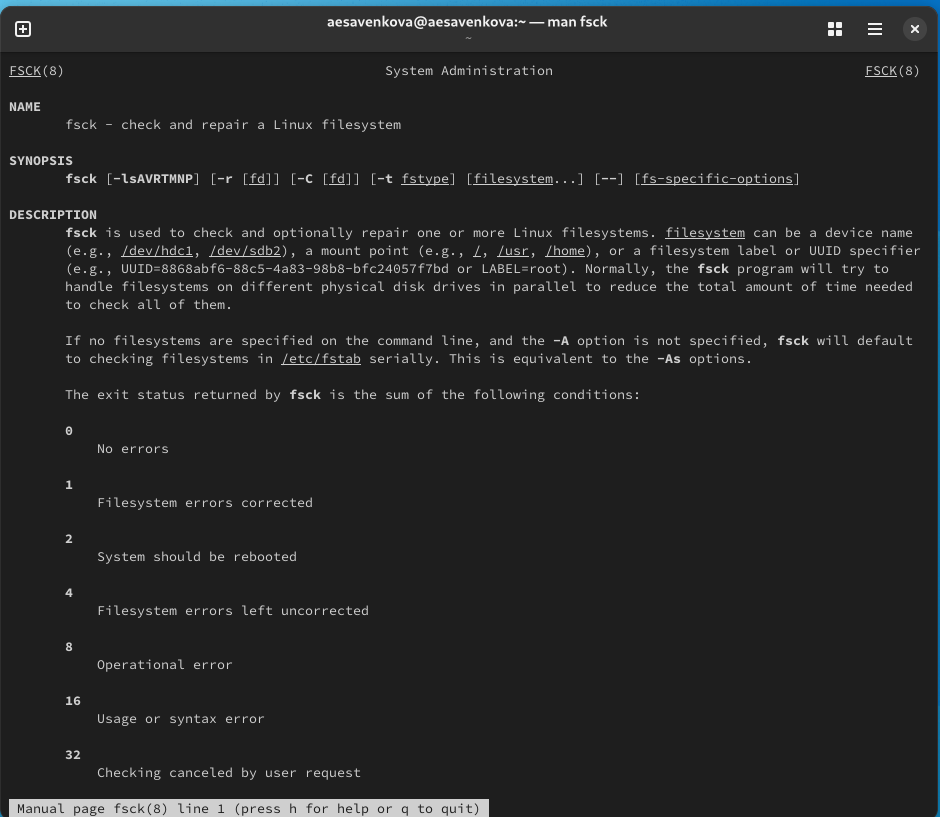 aesavenkova@aesavenkova:~ — man fsck
~
FSCK(8) System Administration FSCK(8)
NAME
fsck - check and repair a Linux filesystem
SYNOPSIS
fsck [-lsAVRTMNP] [-r [fd]] [-C [fd]] [-t fstype] [filesystem...] [--] [fs-specific-options]
DESCRIPTION
fsck is used to check and optionally repair one or more Linux filesystems. filesystem can be a device name
(e.g., /dev/hdc1, /dev/sdb2), a mount point (e.g., /, /usr, /home), or a filesystem label or UUID specifier
(e.g., UUID=8868abf6-88c5-4a83-98b8-bfc24057f7bd or LABEL=root). Normally, the fsck program will try to
handle filesystems on different physical disk drives in parallel to reduce the total amount of time needed
to check all of them.
If no filesystems are specified on the command line, and the -A option is not specified, fsck will default
to checking filesystems in /etc/fstab serially. This is equivalent to the -As options.
The exit status returned by fsck is the sum of the following conditions:
0
No errors
1
Filesystem errors corrected
2
System should be rebooted
4
Filesystem errors left uncorrected
8
Operational error
16
Usage or syntax error
32
Checking canceled by user request
Manual page fsck(8) line 1 (press h for help or q to quit)